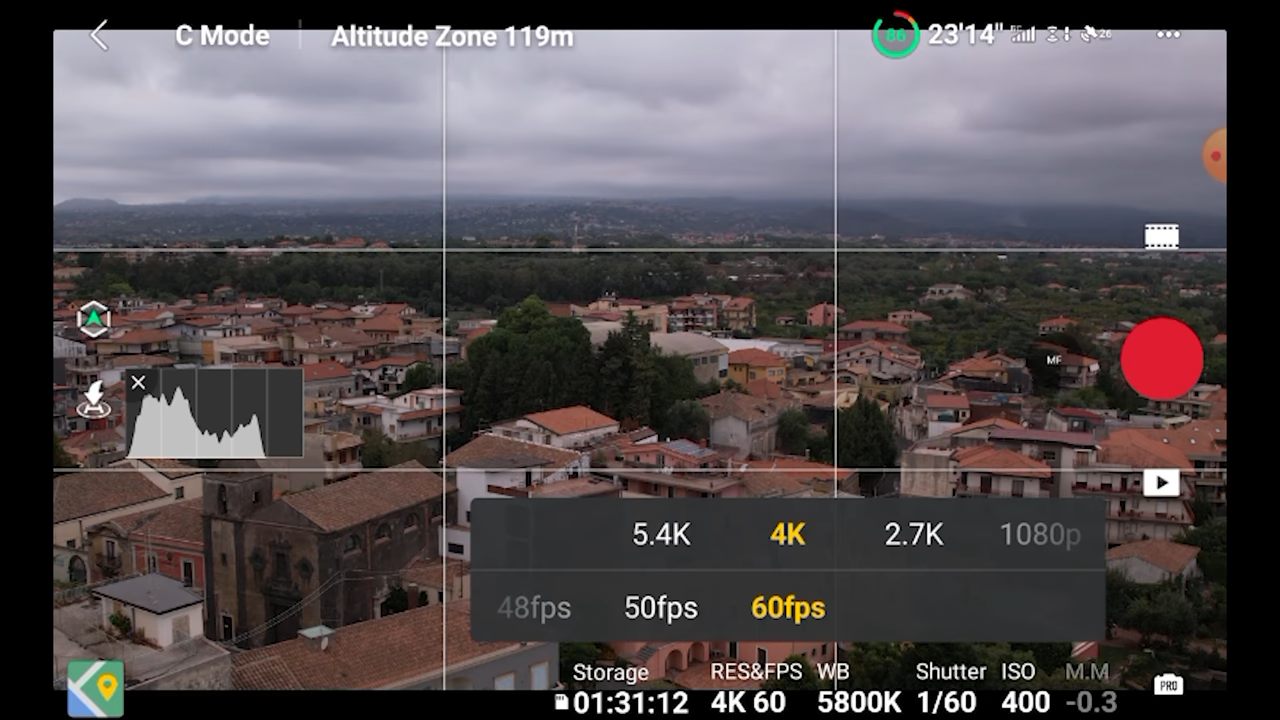 C Mode
Altitude Zone 119m
86
23'14"
26
MF
5.4K 4K 2.7K 1080p
48fps 50fps 60fps
Storage RES&FPS WB Shutter ISO M.M
01:31:12 4K 60 5800K 1/60 400 -0.3
PRO